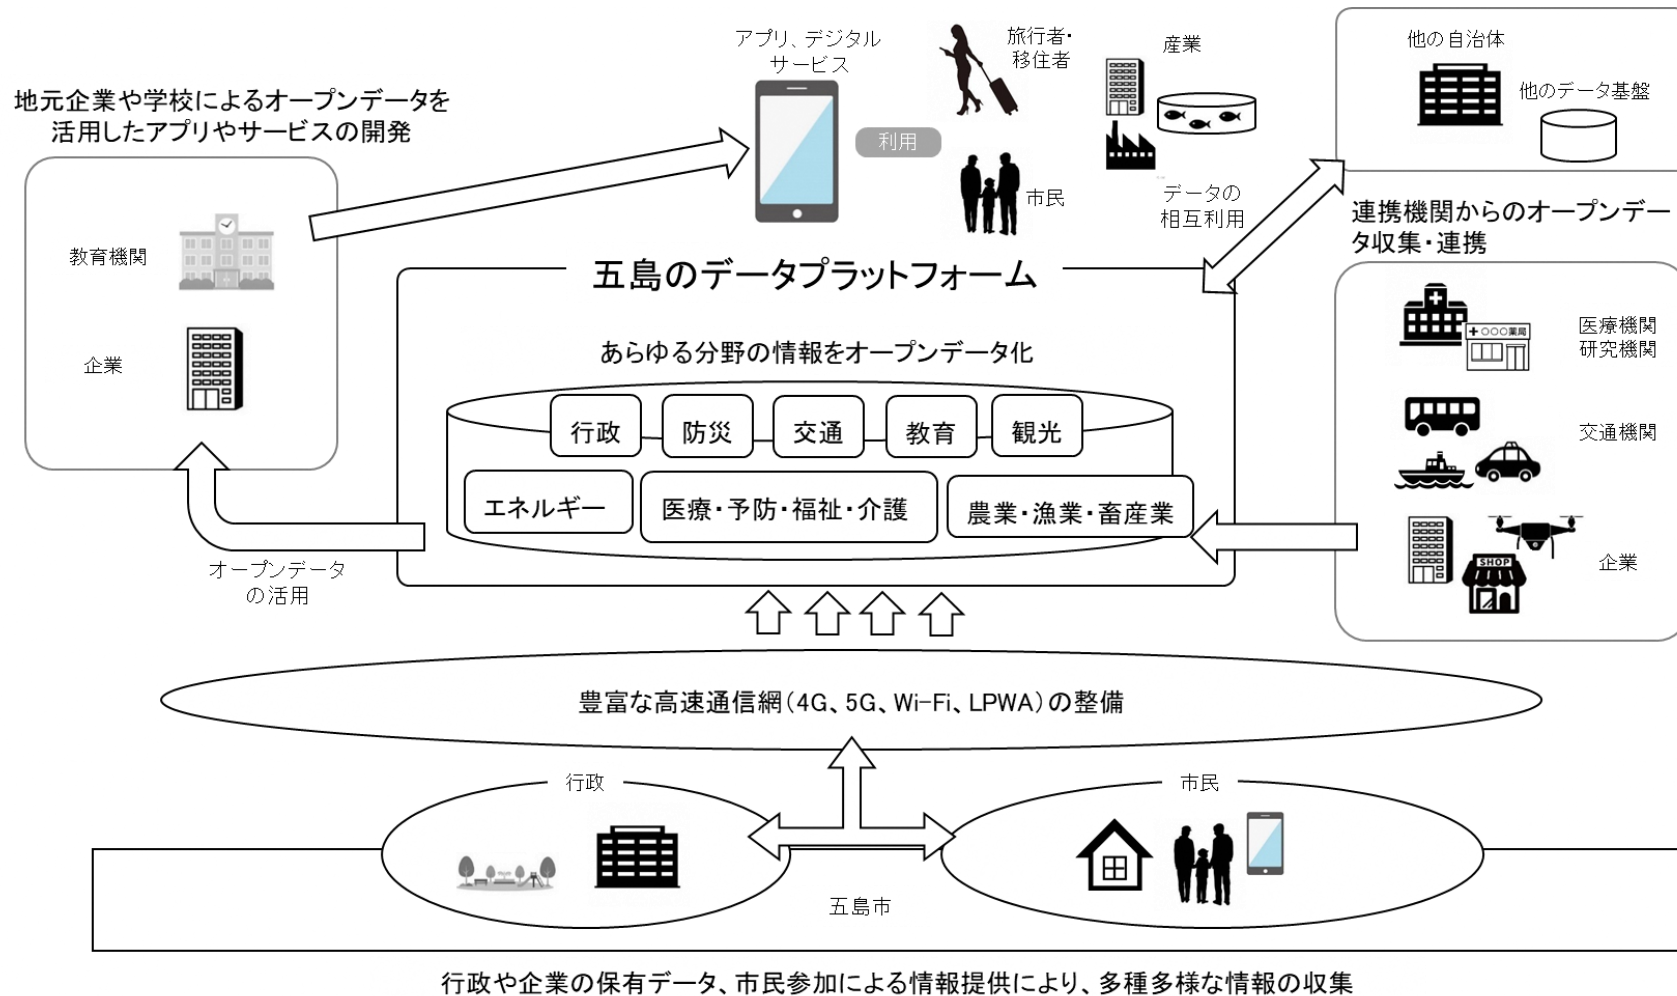 アプリ、デジタル
サービス
旅行者・
移住者
産業
他の自治体
他のデータ基盤
地元企業や学校によるオープンデータを
活用したアプリやサービスの開発
利用
市民
データの
相互利用
連携機関からのオープンデー
タ収集・連携
教育機関
企業
五島のデータプラットフォーム
あらゆる分野の情報をオープンデータ化
行政
防災
交通
教育
観光
エネルギー
医療・予防・福祉・介護
農業・漁業・畜産業
○○○薬局
医療機関
研究機関
交通機関
SHOP
企業
オープンデータ
の活用
豊富な高速通信網(4G、5G、Wi-Fi、LPWA)の整備
行政
市民
五島市
行政や企業の保有データ、市民参加による情報提供により、多種多様な情報の収集